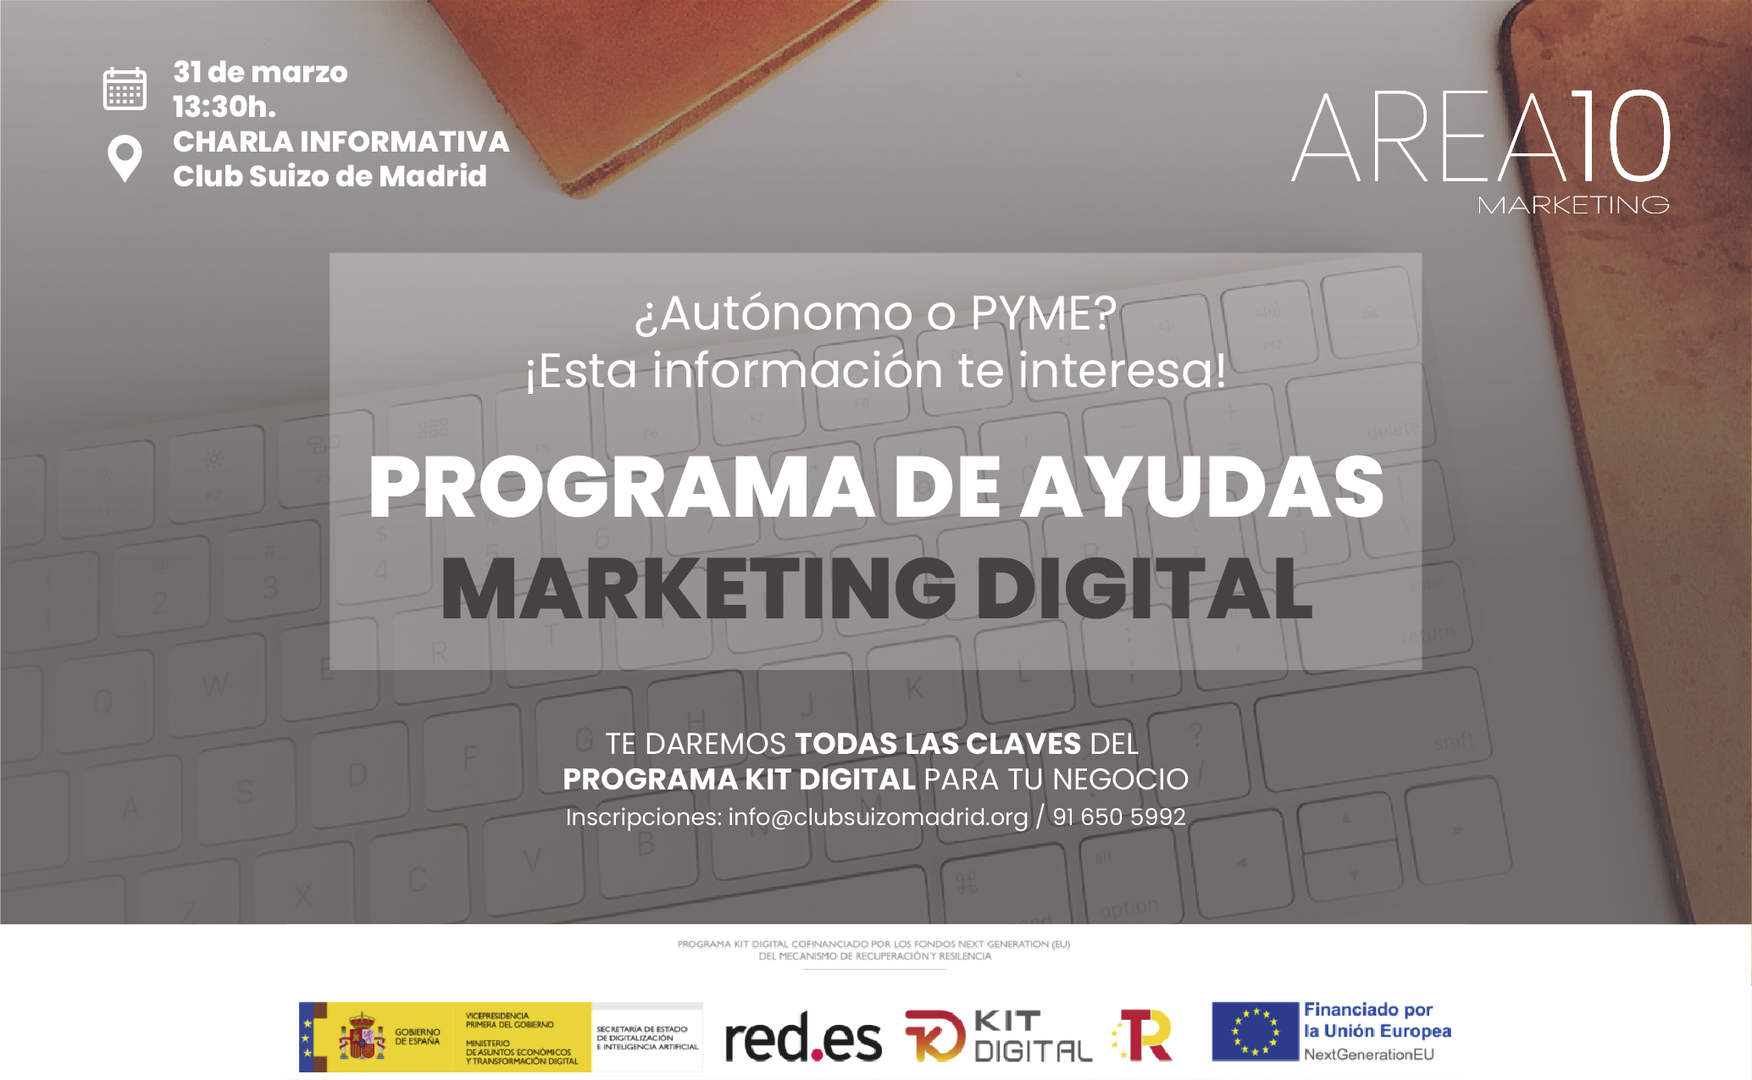 31 de marzo
13:30h.
CHARLA INFORMATIVA
Club Suizo de Madrid
AREA10
MARKETING
¿Autónomo o PYME?
¡Esta información te interesa!
PROGRAMA DE AYUDAS
MARKETING DIGITAL
TE DAREMOS TODAS LAS CLAVES DEL
PROGRAMA KIT DIGITAL PARA TU NEGOCIO
Inscripciones: info@clubsuizomadrid.org / 91 650 5992
PROGRAMA KIT DIGITAL COFINANCIADO POR LOS FONDOS NEXT GENERATION (EU)
DEL MECANISMO DE RECUPERACIÓN Y RESILENCIA
GOBIERNO
DE ESPAÑA
VICEPRESIDENCIA
PRIMERA DEL GOBIERNO
MINISTERIO
DE ASUNTOS ECONÓMICOS
Y TRANSFORMACIÓN DIGITAL
SECRETARÍA DE ESTADO
DE DIGITALIZACIÓN
E INTELIGENCIA ARTIFICIAL
red.es
KIT
DIGITAL
R
Financiado por
la Unión Europea
NextGenerationEU